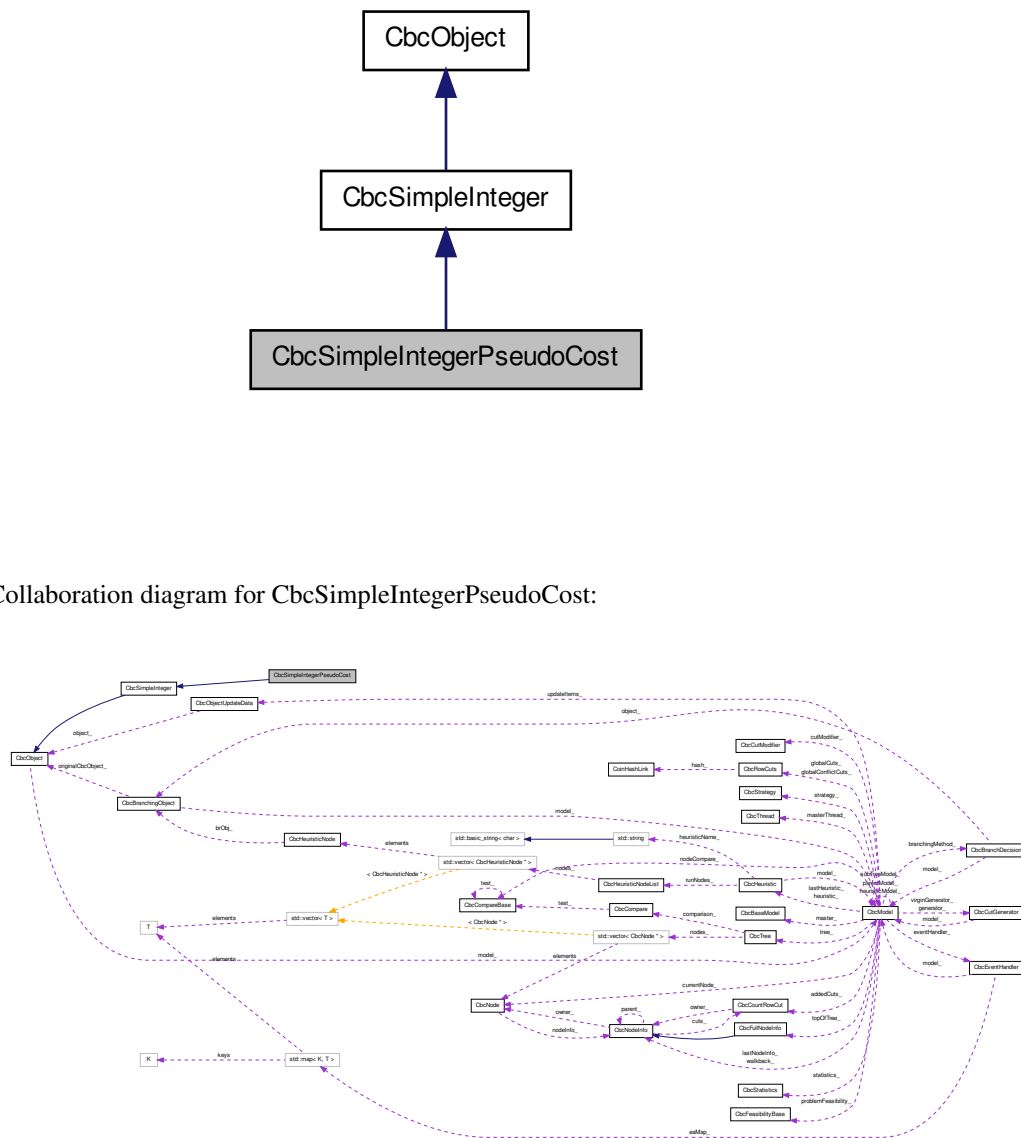 CbcObject
CbcSimpleInteger
CbcSimpleIntegerPseudoCost
Collaboration diagram for CbcSimpleIntegerPseudoCost:
CbcSimpleIntegerPseudoCost
CbcSimpleInteger
updateItems_
CbcObjectUpdateData
object_
object_
cutModifier_
CbcCutModifier
CbcObject
originalCbcObject_
CoinHashLink
hash_
CbcRowCuts
globalCuts_
globalConflictCuts_
CbcStrategy
strategy_
CbcBranchingObject
model_
CbcThread
masterThread_
brObj_
CbcHeuristicNode
std::basic_string< char >
std::string
heuristicName_
elements
branchingMethod_
CbcBranchDecision
nodeCompare_
std::vector< CbcHeuristicNode * >
nodes_
model_
model_
< CbcHeuristicNode * >
test_
CbcHeuristicNodeList
runNodes_
CbcHeuristic
lastHeuristic_
heuristic_
virginGenerator_
generator_
CbcCompareBase
test_
CbcCompare
CbcBaseModel
master_
CbcModel
CbcCutGenerator
model_
T
elements
std::vector< T >
< CbcNode * >
comparison_
tree_
eventHandler_
std::vector< CbcNode * >
nodes_
CbcTree
elements
model_
elements
model_
CbcEventHandler
currentNode_
CbcNode
owner_
nodeInfo_
parent_
CbcNodeInfo
owner_
cuts_
CbcCountRowCut
addedCuts_
CbcFullNodeInfo
topOfTree_
lastNodeInfo_
walkback_
K
keys
std::map< K, T >
statistics_
CbcStatistics
problemFeasibility_
CbcFeasibilityBase
eaMap_